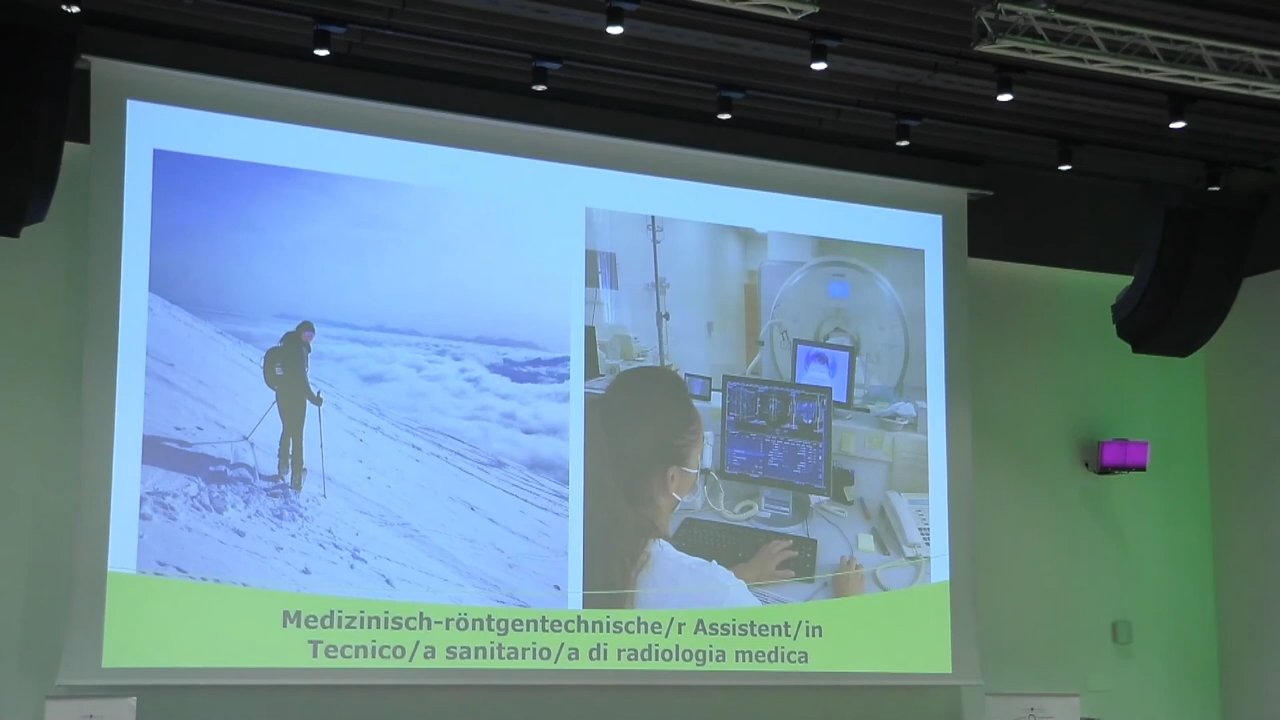 Medizinisch-röntgentechnische/r Assistent/in
Tecnico/a sanitario/a di radiologia medica